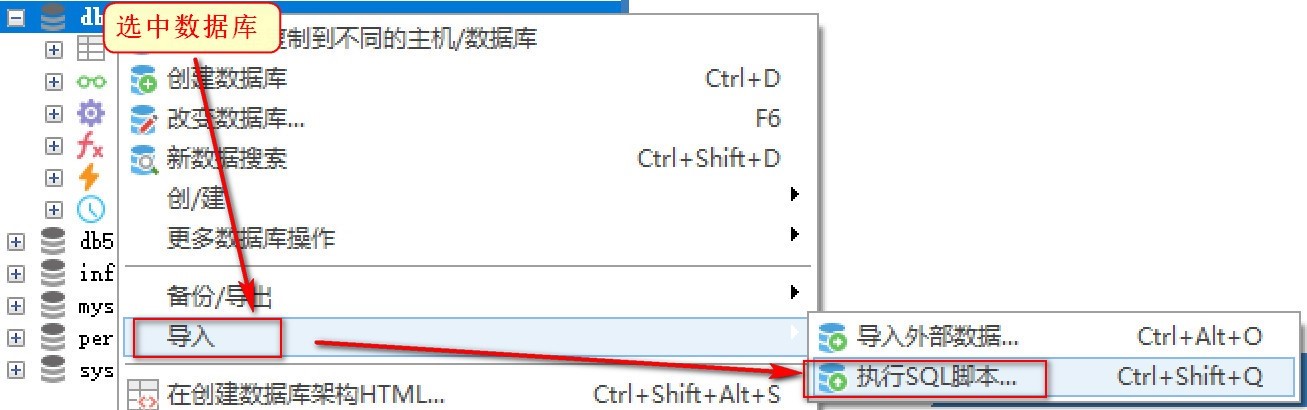 db
选中数据库
制到不同的主机/数据库
创建数据库 Ctrl+D
改变数据库... F6
新数据搜索 Ctrl+Shift+D
创/建
更多数据库操作
db5
inf
备份/导出
mys
导入
per
导入外部数据... Ctrl+Alt+O
sys
执行SQL脚本... Ctrl+Shift+Q
在创建数据库架构HTML... Ctrl+Shift+Alt+S